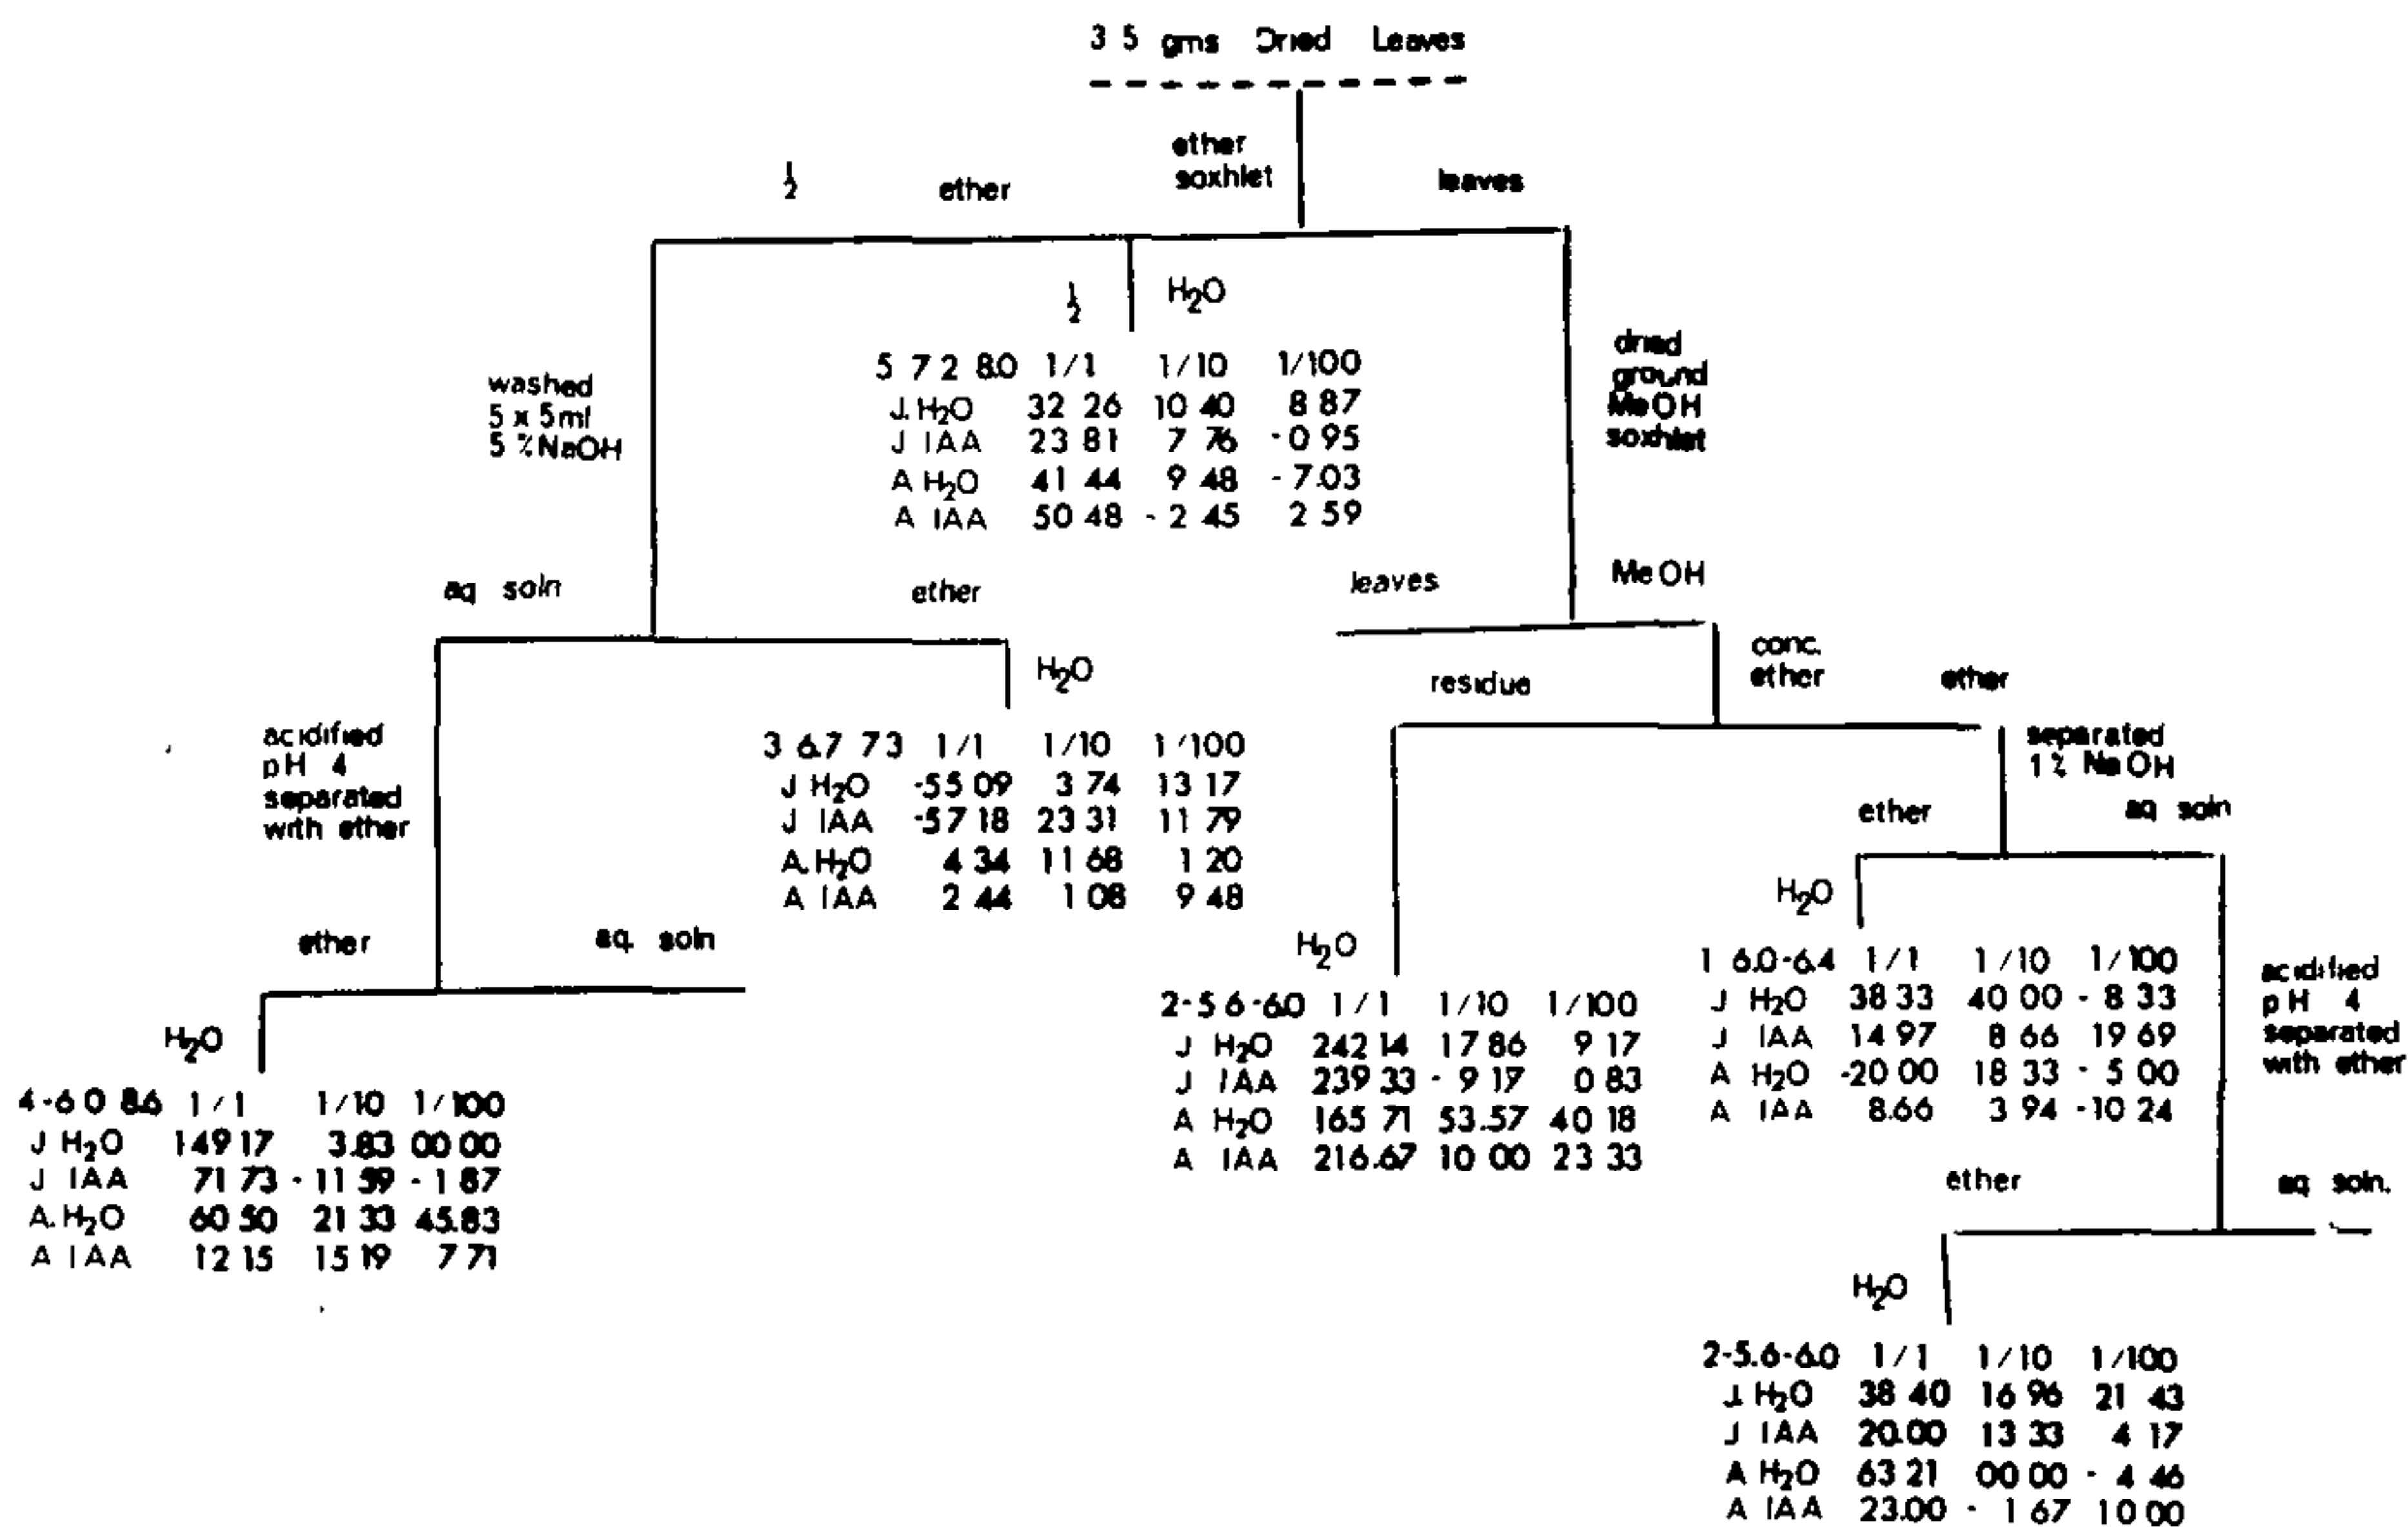 3 5 gms Dried Leaves
ether
soxhlet
1/2 ether
leaves
1/2 H2O
5 7 2 8.0 1/1 1/10 1/100
J. H2O 32 26 10 40 8 87
J IAA 23 81 7 76 -0 95
A H2O 41 44 9 48 - 7.03
A IAA 50 48 - 2 45 2 59
washed
5 x 5ml
5 % NaOH
dried
ground
MeOH
soxhlet
aq soln
ether
leaves
MeOH
H2O
conc.
ether
residue
ether
acidified
pH 4
separated
with ether
3 6.7 73 1/1 1/10 1/100
J H2O -55 09 3 74 13 17
J IAA -57 18 23 31 11 79
A. H2O 4 34 11 68 1 20
A IAA 2 44 1 08 9 48
separated
1 % NaOH
ether
aq soln
ether
aq. soln
H2O
4-6 0 8.6 1/1 1/10 1/100
J H2O 149 17 3.83 00 00
J IAA 71 73 - 11 59 - 1 87
A. H2O 60 50 21 33 45.83
A IAA 12 15 15 19 7 71
H2O
2-5 6-6.0 1/1 1/10 1/100
J H2O 242 14 17 86 9 17
J IAA 239 33 - 9 17 0 83
A H2O 165 71 53.57 40 18
A IAA 216.67 10 00 23 33
H2O
1 6.0-6.4 1/1 1/10 1/100
J H2O 38 33 40 00 - 8 33
J IAA 14 97 8 66 19 69
A H2O -20 00 18 33 - 5 00
A IAA 8.66 3 94 -10 24
acidified
pH 4
separated
with ether
ether
aq soln.
H2O
2-5.6-6.0 1/1 1/10 1/100
J. H2O 38 40 16 96 21 43
J IAA 20.00 13 33 4 17
A H2O 63 21 00 00 - 4 46
A IAA 23.00 - 1 67 10 00